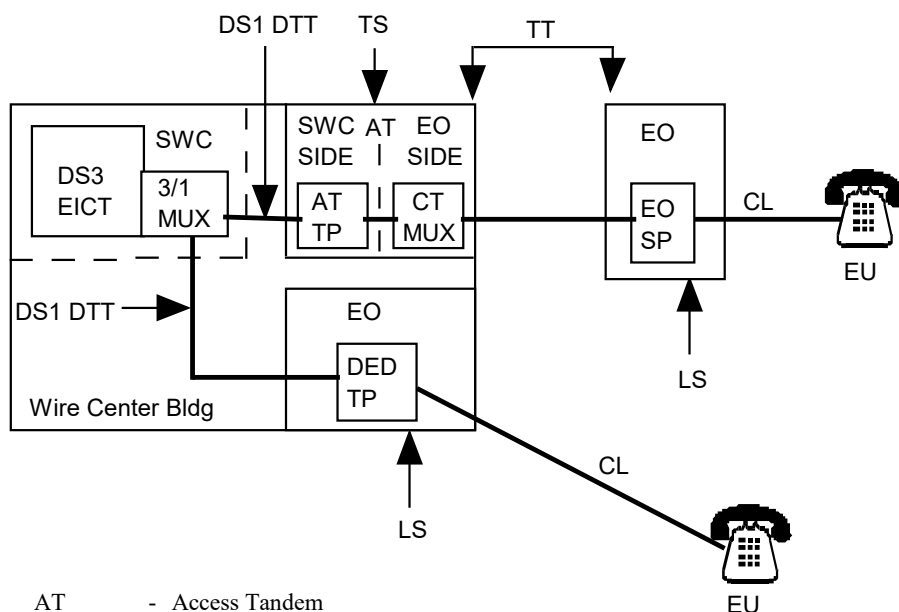 DS1 DTT
TS
TT
SWC
DS3
EICT
3/1
MUX
SWC
SIDE
AT
EO
SIDE
AT
TP
CT
MUX
EO
EO
SP
CL
EU
DS1 DTT
EO
DED
TP
Wire Center Bldg
LS
LS
CL
EU
AT - Access Tandem